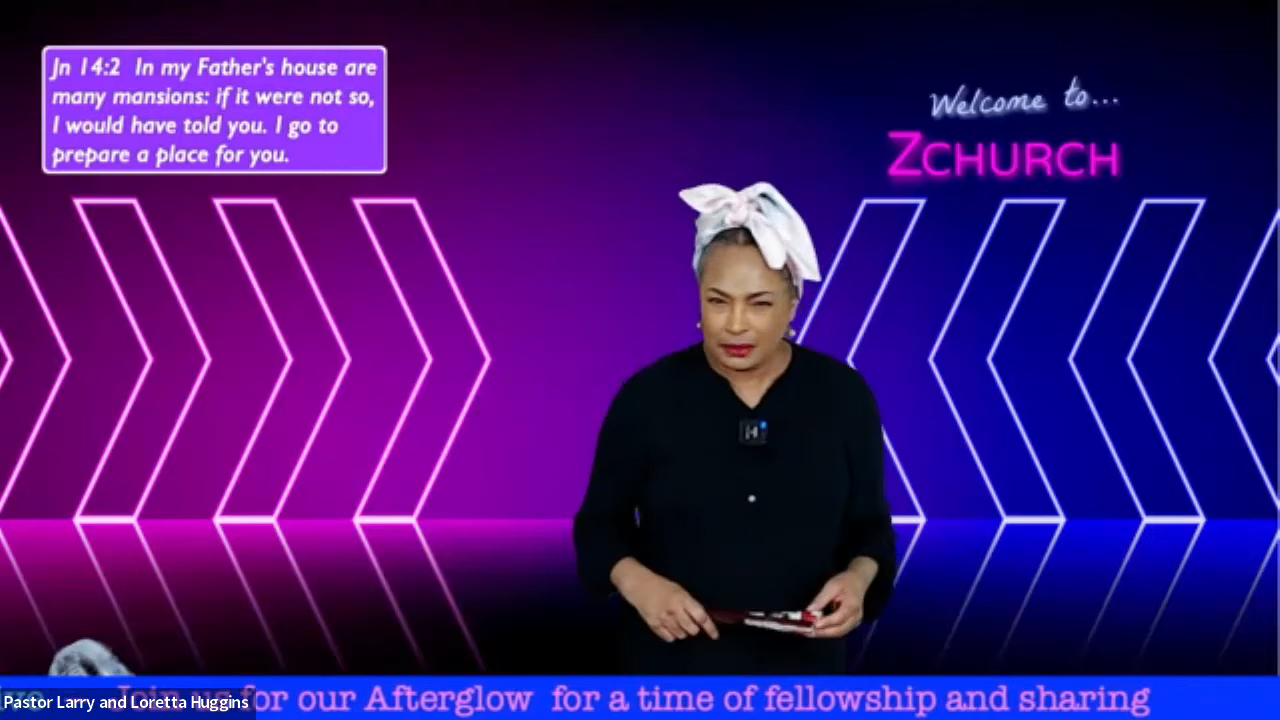 Jn 14:2  In my Father's house are
many mansions: if it were not so,
I would have told you. I go to
prepare a place for you.
Welcome to...
ZCHURCH
H
Join us for our Afterglow  for a time of fellowship and sharing
Pastor Larry and Loretta Huggins